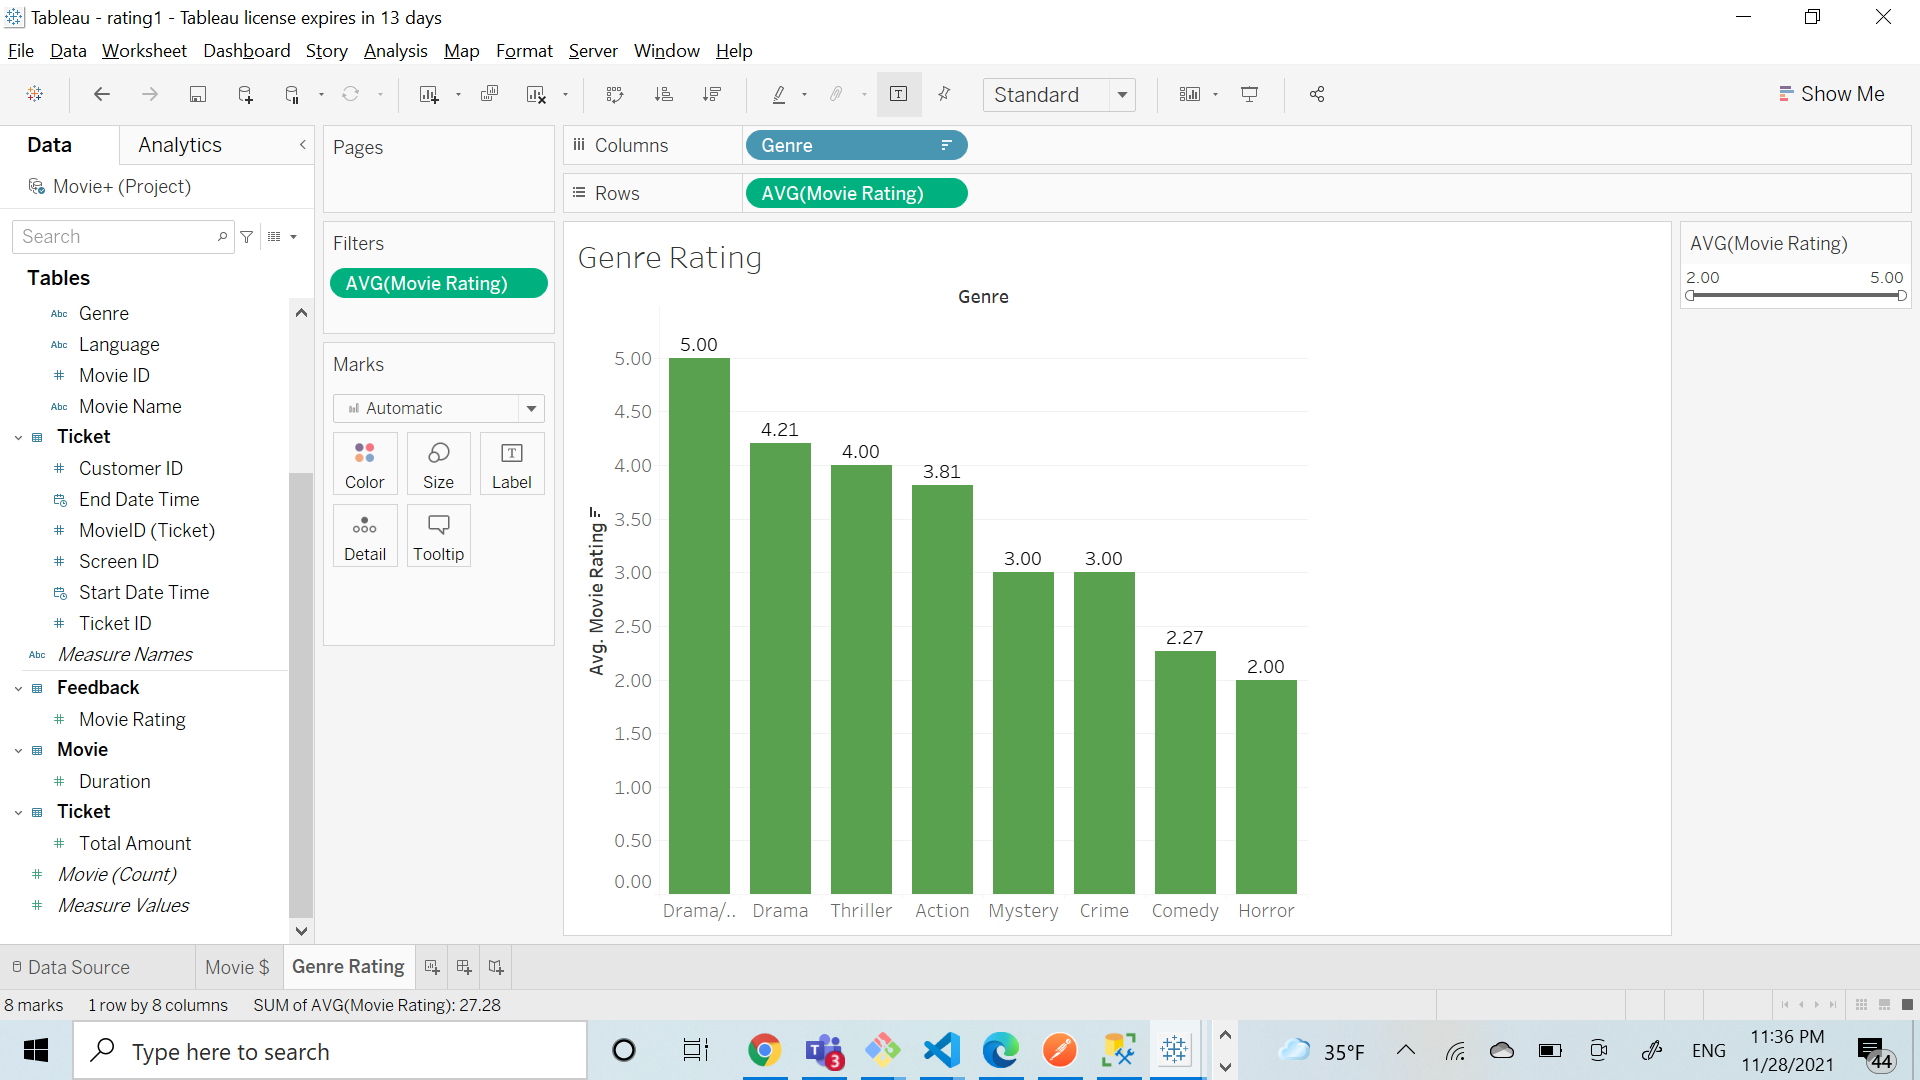 Tableau - rating1 - Tableau license expires in 13 days
File Data Worksheet Dashboard Story Analysis Map Format Server Window Help
Standard
Show Me
Data Analytics
Movie+ (Project)
Search
Tables
Abc Genre
Abc Language
# Movie ID
Abc Movie Name
Ticket
# Customer ID
End Date Time
# MovieID (Ticket)
# Screen ID
Start Date Time
# Ticket ID
Abc Measure Names
Feedback
# Movie Rating
Movie
# Duration
Ticket
# Total Amount
# Movie (Count)
# Measure Values
Pages
Filters
AVG(Movie Rating)
Marks
Automatic
Color Size Label
Detail Tooltip
Columns Genre
Rows AVG(Movie Rating)
Genre Rating
Genre
Avg. Movie Rating
5.00
4.50
4.00
3.50
3.00
2.50
2.00
1.50
1.00
0.50
0.00
5.00
4.21
4.00
3.81
3.00
3.00
2.27
2.00
Drama/.. Drama Thriller Action Mystery Crime Comedy Horror
AVG(Movie Rating)
2.00 5.00
Data Source Movie $ Genre Rating
8 marks 1 row by 8 columns SUM of AVG(Movie Rating): 27.28
Type here to search
3
35°F
ENG
11:36 PM
11/28/2021
44